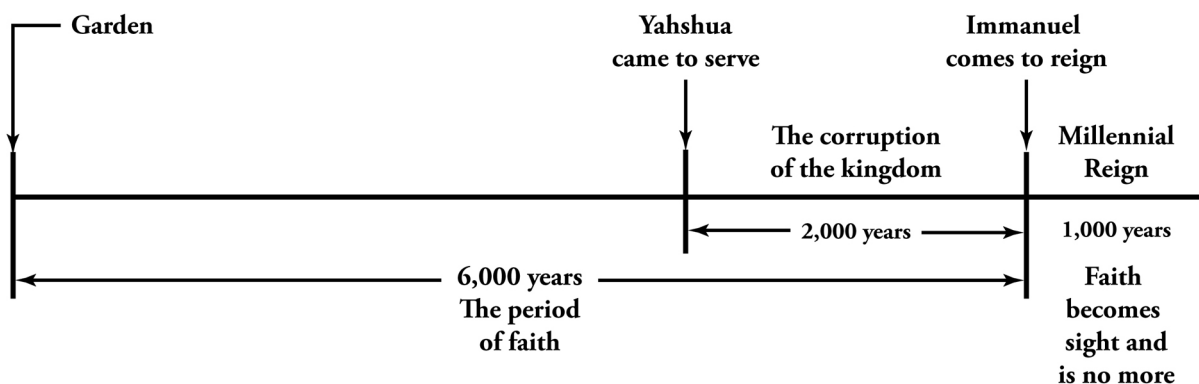 Garden
Yahshua
came to serve
Immanuel
comes to reign
The corruption
of the kingdom
Millennial
Reign
2,000 years
1,000 years
6,000 years
The period
of faith
Faith
becomes
sight and
is no more